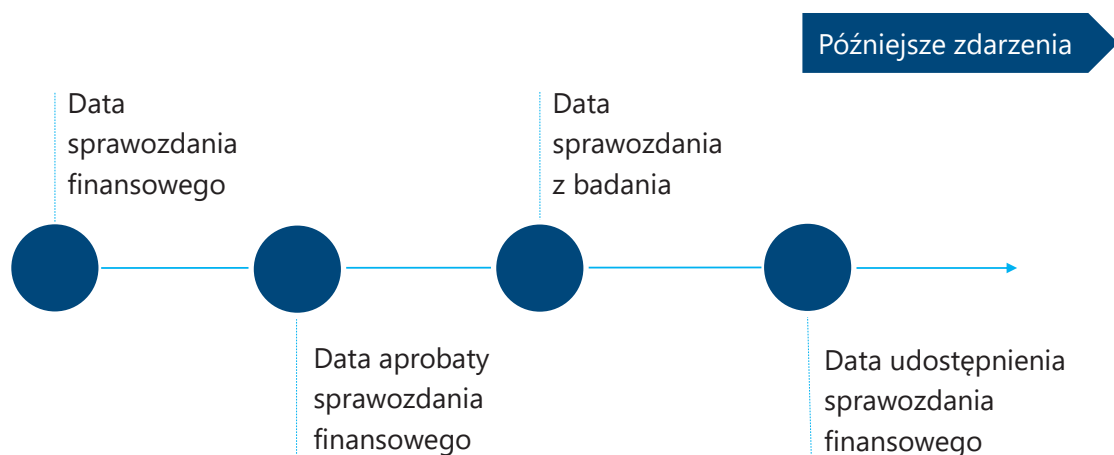 Późniejsze zdarzenia
Data
sprawozdania
finansowego
Data
sprawozdania
z badania
Data aprobaty
sprawozdania
finansowego
Data udostępnienia
sprawozdania
finansowego